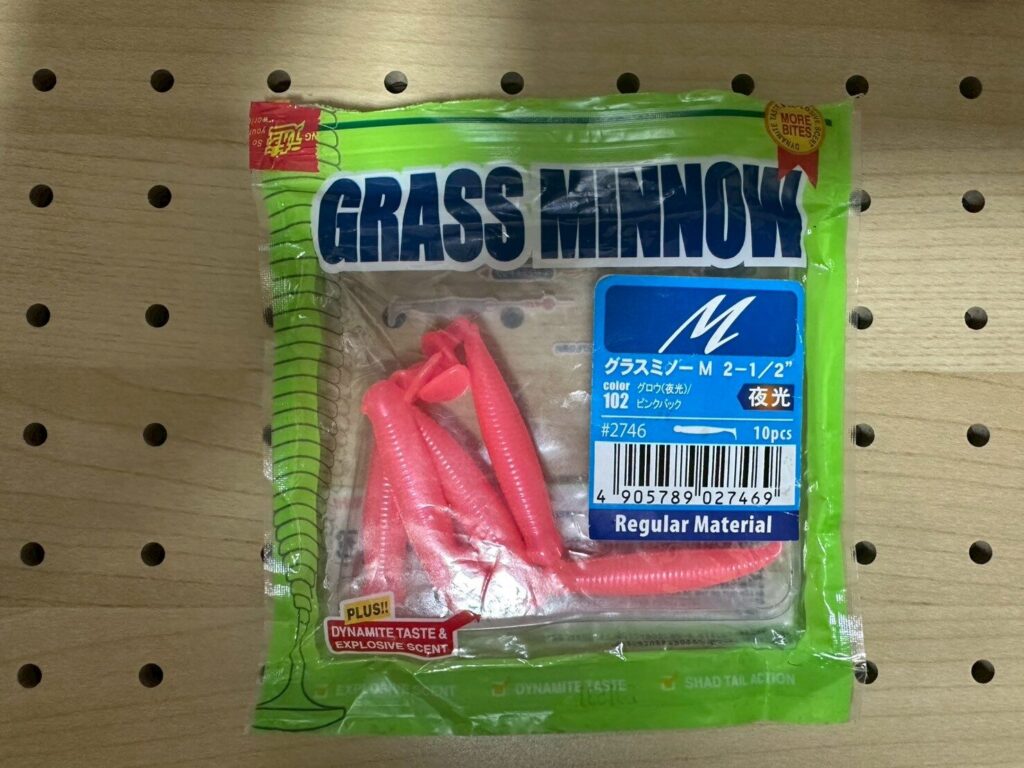 MORE
BITES
DYNAMITE TASTE
GRASS MINNOW
M
グラスミノー M 2-1/2"
color
102
グロウ(夜光)/
ピンクバック
夜光
#2746
10pcs
4 905789 027469
Regular Material
PLUS!!
DYNAMITE TASTE &
EXPLOSIVE SCENT
EXPLOSIVE SCENT
DYNAMITE TASTE
SHAD TAIL ACTION